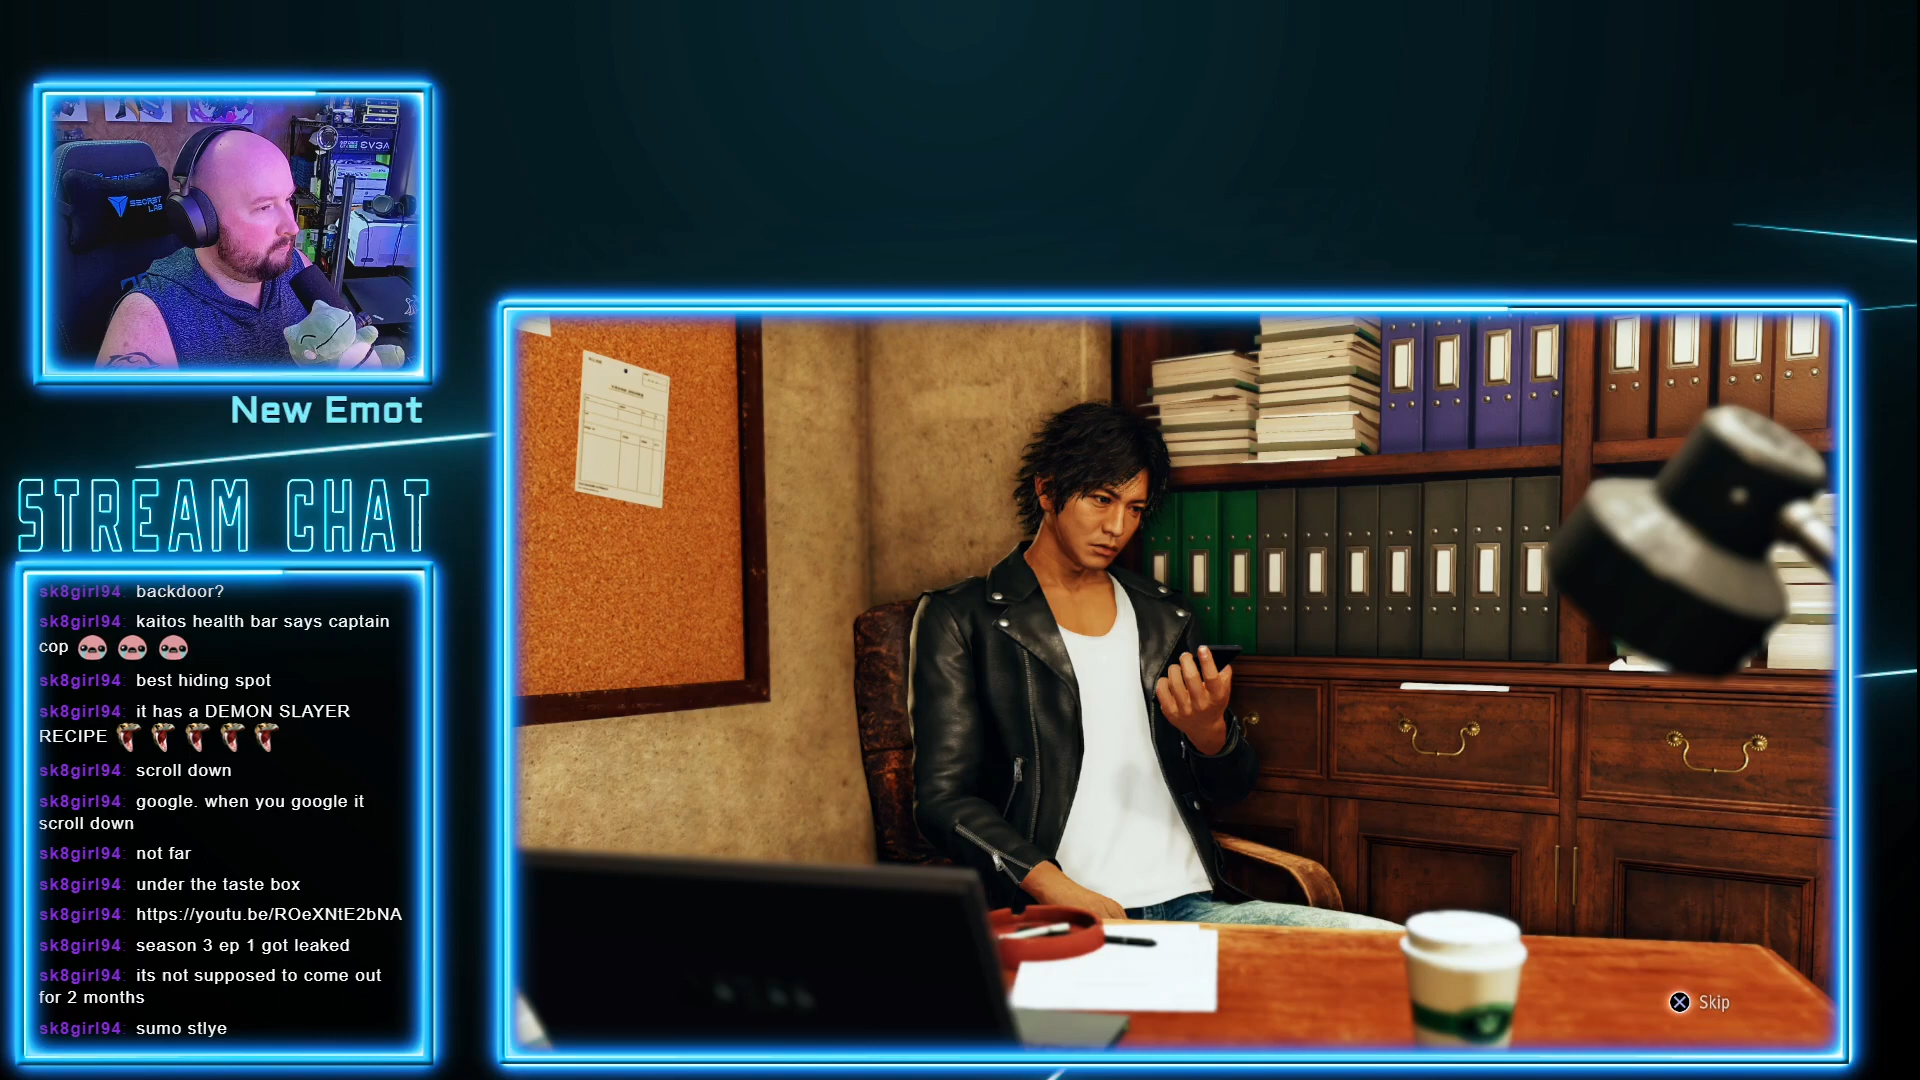 EVGA
SECRET
LAB
New Emot
STREAM CHAT
sk8girl94: backdoor?
sk8girl94: kaitos health bar says captain
cop
sk8girl94: best hiding spot
sk8girl94: it has a DEMON SLAYER
RECIPE
sk8girl94: scroll down
sk8girl94: google. when you google it
scroll down
sk8girl94: not far
sk8girl94: under the taste box
sk8girl94: https://youtu.be/ROeXNtE2bNA
sk8girl94: season 3 ep 1 got leaked
sk8girl94: its not supposed to come out
for 2 months
sk8girl94: sumo stlye
Skip